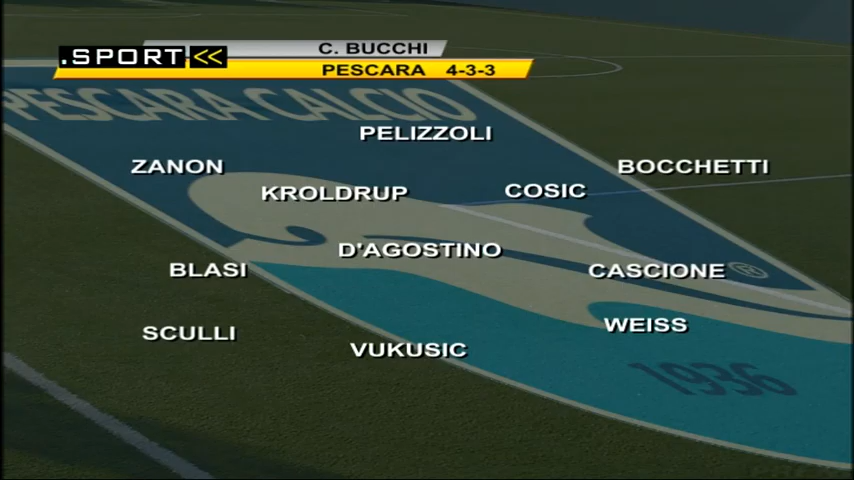 C. BUCCHI
.SPORT <<
PESCARA 4-3-3
PESCARA CALCIO
PELIZZOLI
ZANON
BOCCHETTI
KROLDRUP
COSIC
D'AGOSTINO
BLASI
CASCIONE
®
WEISS
SCULLI
VUKUSIC
1936